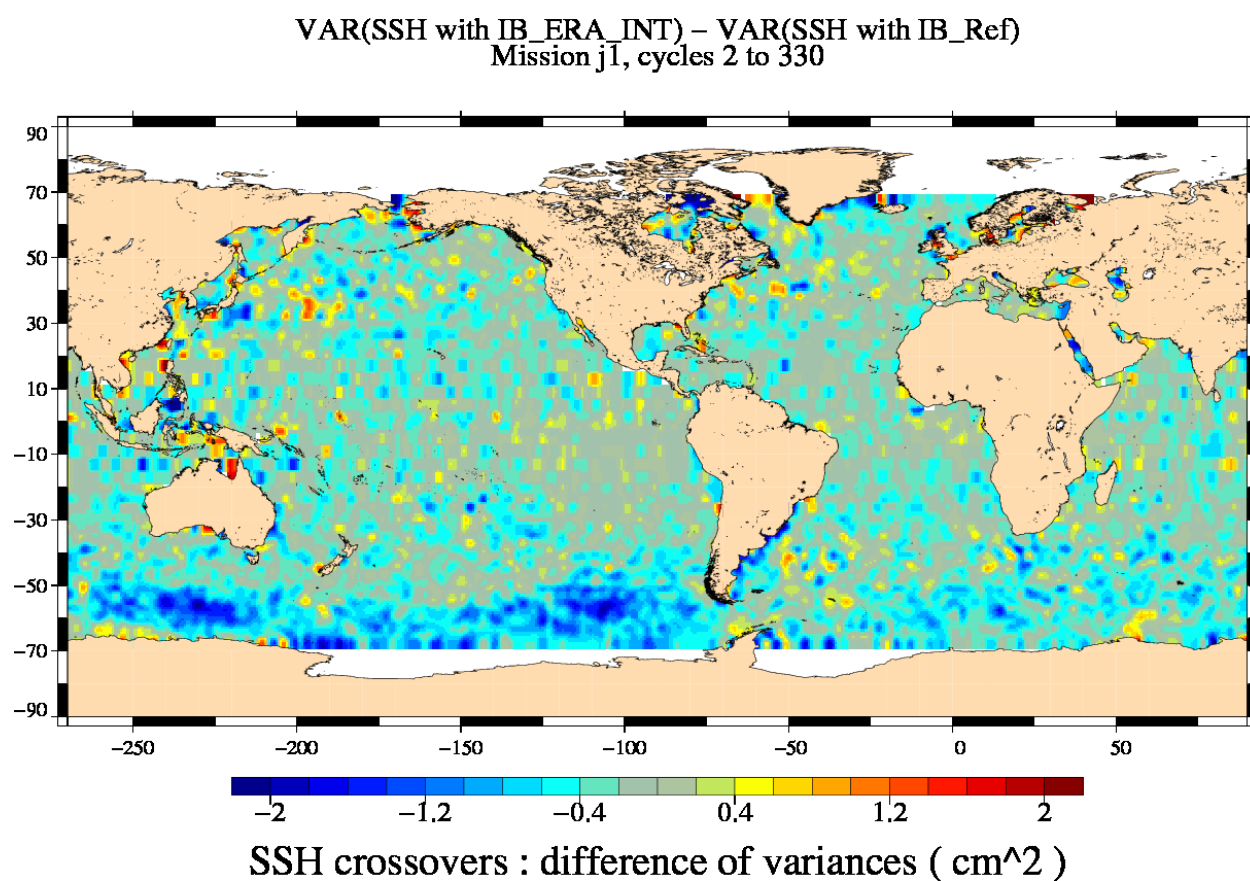 VAR(SSH with IB_ERA_INT) – VAR(SSH with IB_Ref)
Mission j1, cycles 2 to 330
90
70
50
30
10
−10
−30
−50
−70
−90
−250 −200 −150 −100 −50 0 50
−2 −1.2 −0.4 0.4 1.2 2
SSH crossovers : difference of variances ( cm^2 )